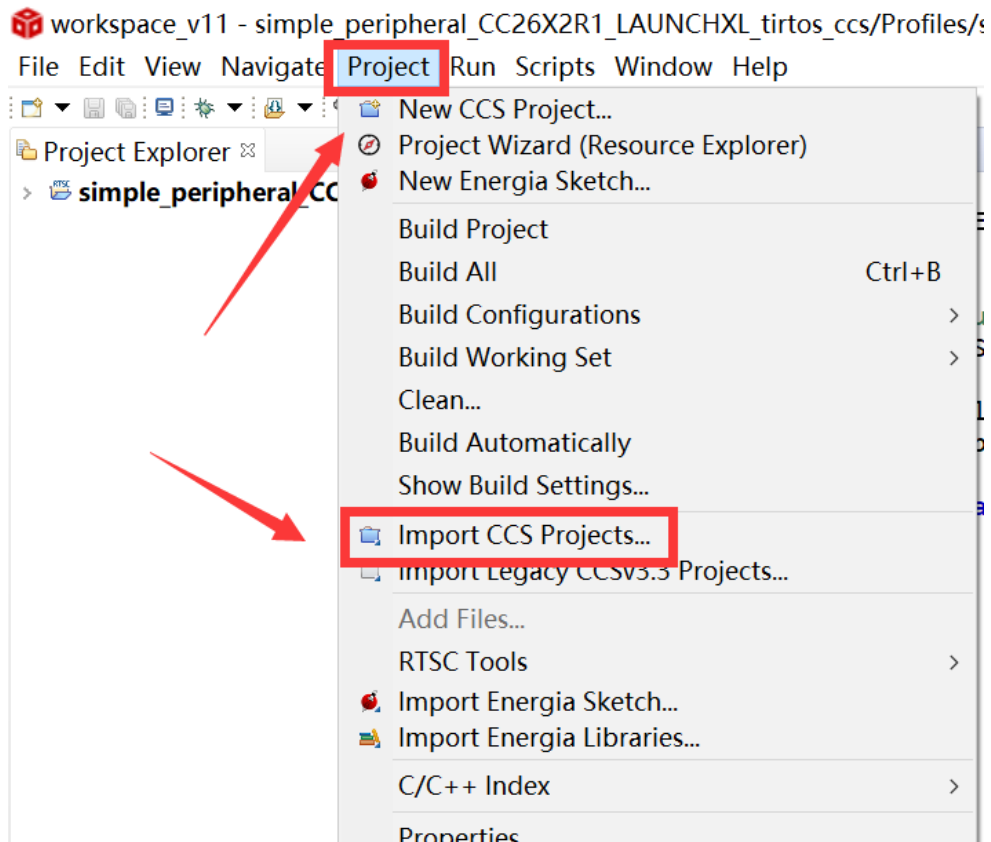 workspace_v11 - simple_peripheral_CC26X2R1_LAUNCHXL_tirtos_ccs/Profiles/s
File Edit View Navigate Project Run Scripts Window Help
Project Explorer
simple_peripheral_CC
New CCS Project...
Project Wizard (Resource Explorer)
New Energia Sketch...
Build Project
Build All Ctrl+B
Build Configurations
Build Working Set
Clean...
Build Automatically
Show Build Settings...
Import CCS Projects...
Import Legacy CCSv3.3 Projects...
Add Files...
RTSC Tools
Import Energia Sketch...
Import Energia Libraries...
C/C++ Index
Properties